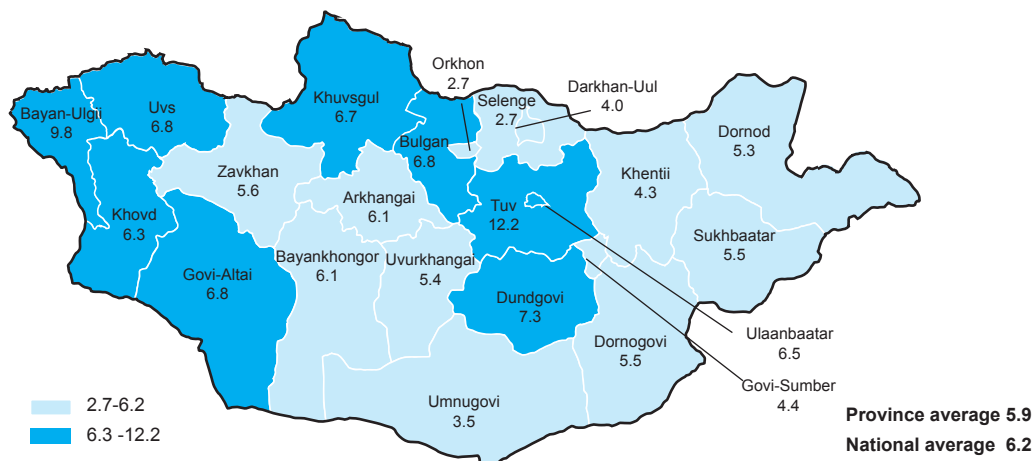 Orkhon
2.7
Darkhan-Uul
4.0
Selenge
2.7
Khuvsgul
6.7
Uvs
6.8
Bayan-Ulgii
9.8
Bulgan
6.8
Dornod
5.3
Zavkhan
5.6
Khentii
4.3
Arkhangai
6.1
Tuv
12.2
Khovd
6.3
Sukhbaatar
5.5
Bayankhongor
6.1
Uvurkhangai
5.4
Govi-Altai
6.8
Dundgovi
7.3
Ulaanbaatar
6.5
Dornogovi
5.5
Govi-Sumber
4.4
Umnugovi
3.5
2.7-6.2
6.3 -12.2
Province average 5.9
National average 6.2